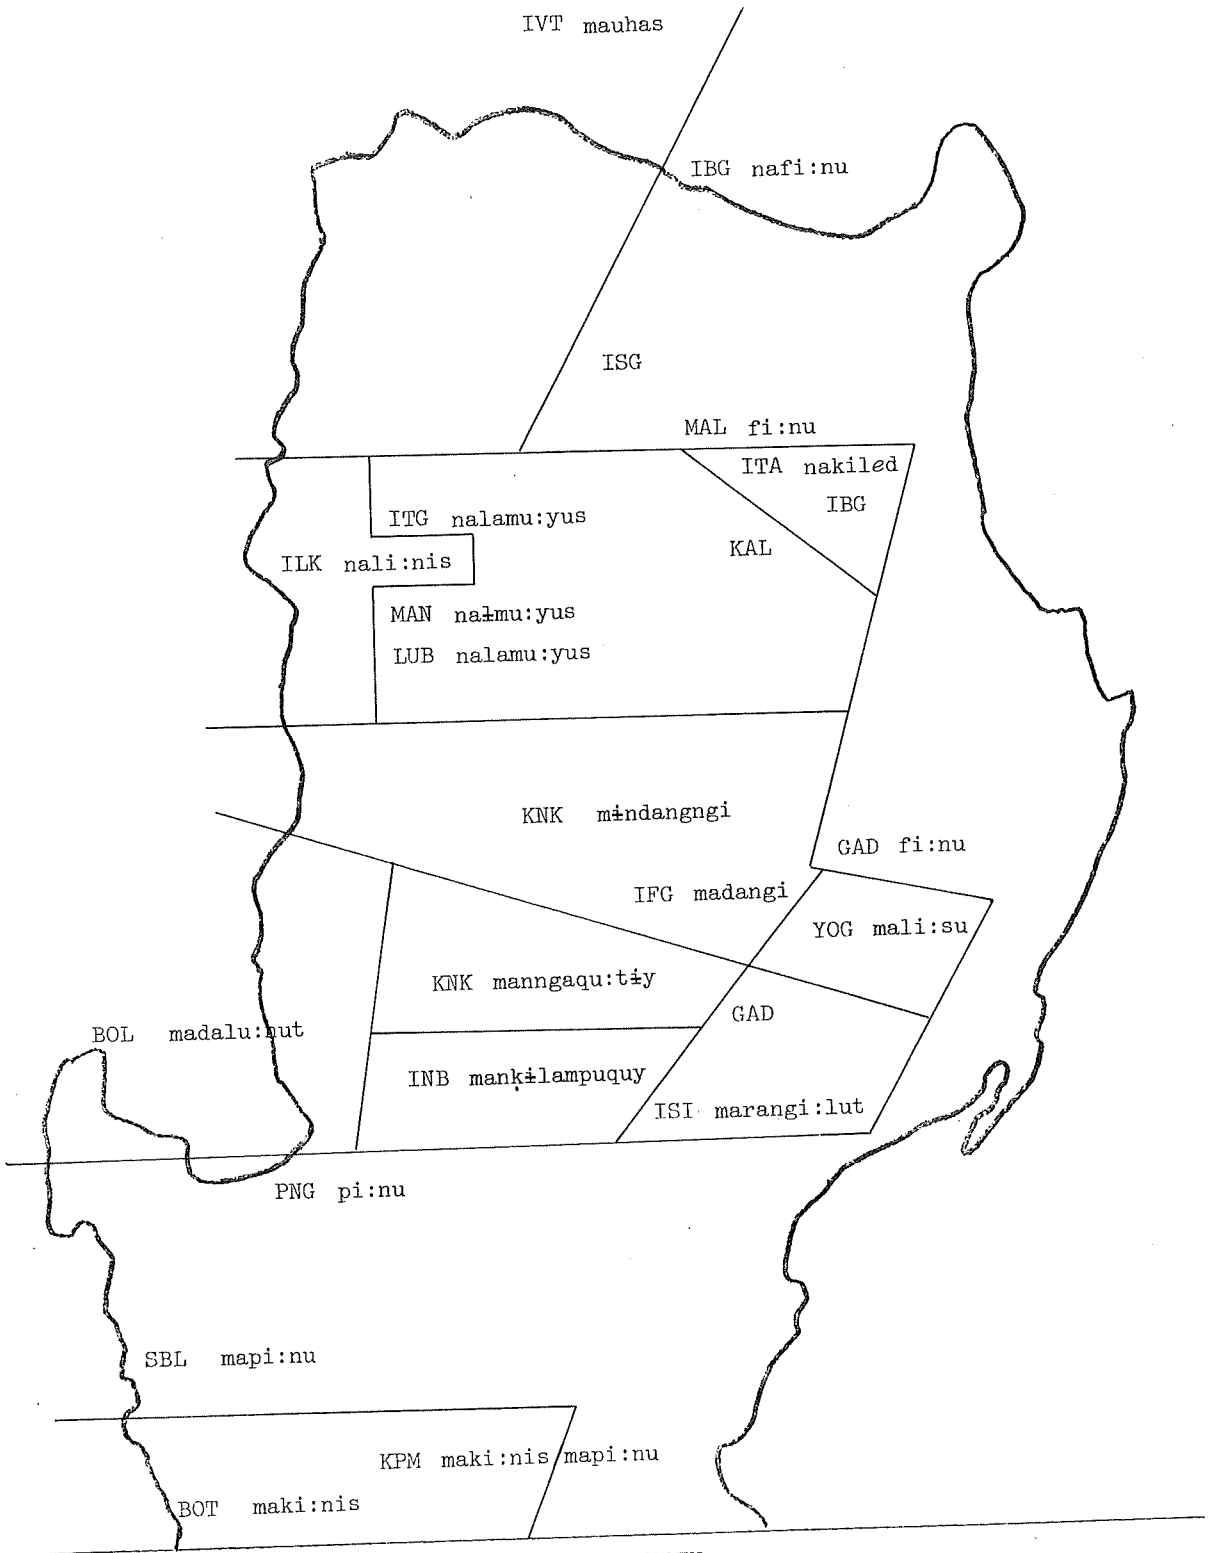 IVT mauhas
IBG nafi:nu
ISG
MAL fi:nu
ITA nakiled
IBG
ITG nalamu:yus
KAL
ILK nali:nis
MAN nałmu:yus
LUB nalamu:yus
KNK mɨndangngi
GAD fi:nu
IFG madangi
YOG mali:su
KNK manngaqu:tɨy
GAD
BOL madalu:nut
INB mankɨlampuquy
ISI marangi:lut
PNG pi:nu
SBL mapi:nu
KPM maki:nis/mapi:nu
BOT maki:nis